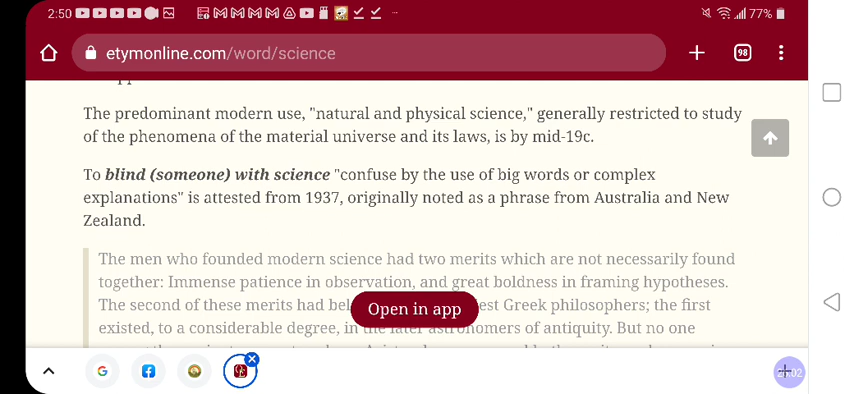 2:50
77%
etymonline.com/word/science
98
The predominant modern use, "natural and physical science," generally restricted to study
of the phenomena of the material universe and its laws, is by mid-19c.
To blind (someone) with science "confuse by the use of big words or complex
explanations" is attested from 1937, originally noted as a phrase from Australia and New
Zealand.
The men who founded modern science had two merits which are not necessarily found
together: Immense patience in observation, and great boldness in framing hypotheses.
The second of these merits had Greek philosophers; the first
Open in app
existed, to a considerable degree, in the later astronomers of antiquity. But no one